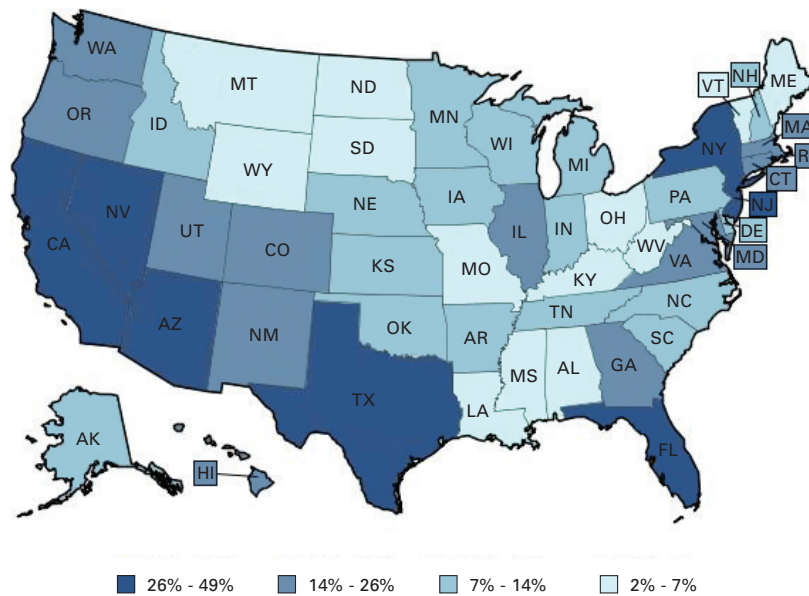 WA
MT
ND
MN
VT
NH
ME
OR
ID
SD
WI
MI
NY
MA
R
CT
WY
NE
IA
PA
NJ
NV
UT
CO
IL
IN
OH
WV
DE
MD
CA
KS
MO
KY
VA
AZ
NM
OK
AR
TN
NC
SC
TX
LA
MS
AL
GA
AK
HI
FL
26% - 49% 14% - 26% 7% - 14% 2% - 7%